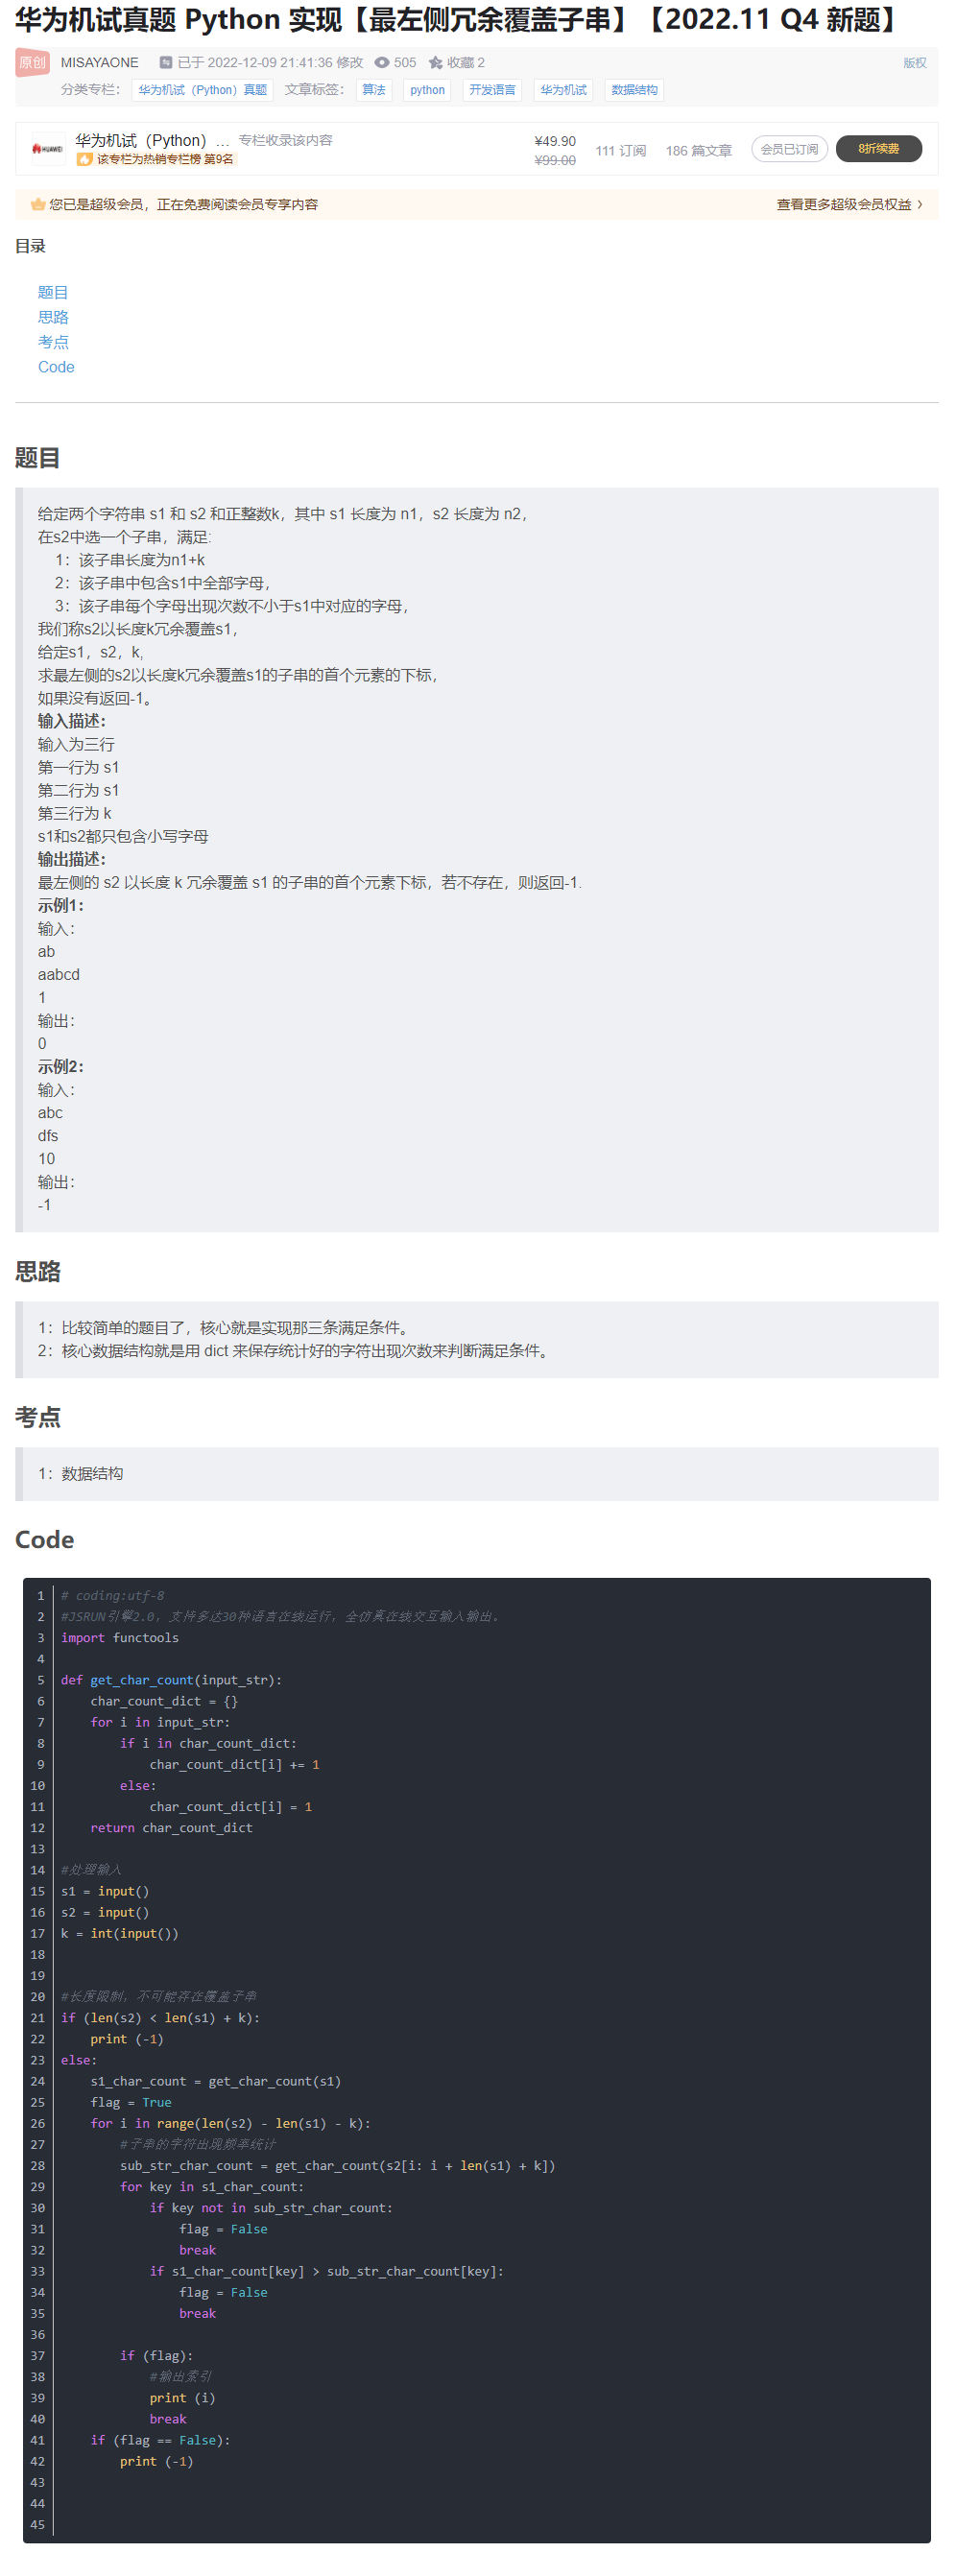 华为机试真题 Python 实现【最左侧冗余覆盖子串】【2022.11 Q4 新题】
原创 MISAYAONE 已于 2022-12-09 21:41:36 修改 505 收藏 2 版权
分类专栏： 华为机试（Python）真题 文章标签： 算法 python 开发语言 华为机试 数据结构
HUAWEI 华为机试（Python）... 专栏收录该内容 ¥49.90 111 订阅 186 篇文章 会员已订阅 8折续费
该专栏为热销专栏榜 第9名 ¥99.00
您已是超级会员，正在免费阅读会员专享内容 查看更多超级会员权益 >
目录
题目
思路
考点
Code
题目
给定两个字符串 s1 和 s2 和正整数k，其中 s1 长度为 n1，s2 长度为 n2，
在s2中选一个子串，满足:
1：该子串长度为n1+k
2：该子串中包含s1中全部字母，
3：该子串每个字母出现次数不小于s1中对应的字母，
我们称s2以长度k冗余覆盖s1，
给定s1，s2，k,
求最左侧的s2以长度k冗余覆盖s1的子串的首个元素的下标，
如果没有返回-1。
输入描述：
输入为三行
第一行为 s1
第二行为 s1
第三行为 k
s1和s2都只包含小写字母
输出描述：
最左侧的 s2 以长度 k 冗余覆盖 s1 的子串的首个元素下标，若不存在，则返回-1.
示例1：
输入：
ab
aabcd
1
输出：
0
示例2：
输入：
abc
dfs
10
输出：
-1
思路
1：比较简单的题目了，核心就是实现那三条满足条件。
2：核心数据结构就是用 dict 来保存统计好的字符出现次数来判断满足条件。
考点
1：数据结构
Code
1 # coding:utf-8
2 #JSRUN引擎2.0，支持多达30种语言在线运行，全仿真在线交互输入输出。
3 import functools
4
5 def get_char_count(input_str):
6     char_count_dict = {}
7     for i in input_str:
8         if i in char_count_dict:
9             char_count_dict[i] += 1
10         else:
11             char_count_dict[i] = 1
12     return char_count_dict
13
14 #处理输入
15 s1 = input()
16 s2 = input()
17 k = int(input())
18
19
20 #长度限制，不可能存在覆盖子串
21 if (len(s2) < len(s1) + k):
22     print (-1)
23 else:
24     s1_char_count = get_char_count(s1)
25     flag = True
26     for i in range(len(s2) - len(s1) - k):
27         #子串的字符出现频率统计
28         sub_str_char_count = get_char_count(s2[i: i + len(s1) + k])
29         for key in s1_char_count:
30             if key not in sub_str_char_count:
31                 flag = False
32                 break
33             if s1_char_count[key] > sub_str_char_count[key]:
34                 flag = False
35                 break
36
37         if (flag):
38             #输出索引
39             print (i)
40             break
41     if (flag == False):
42         print (-1)
43
44
45